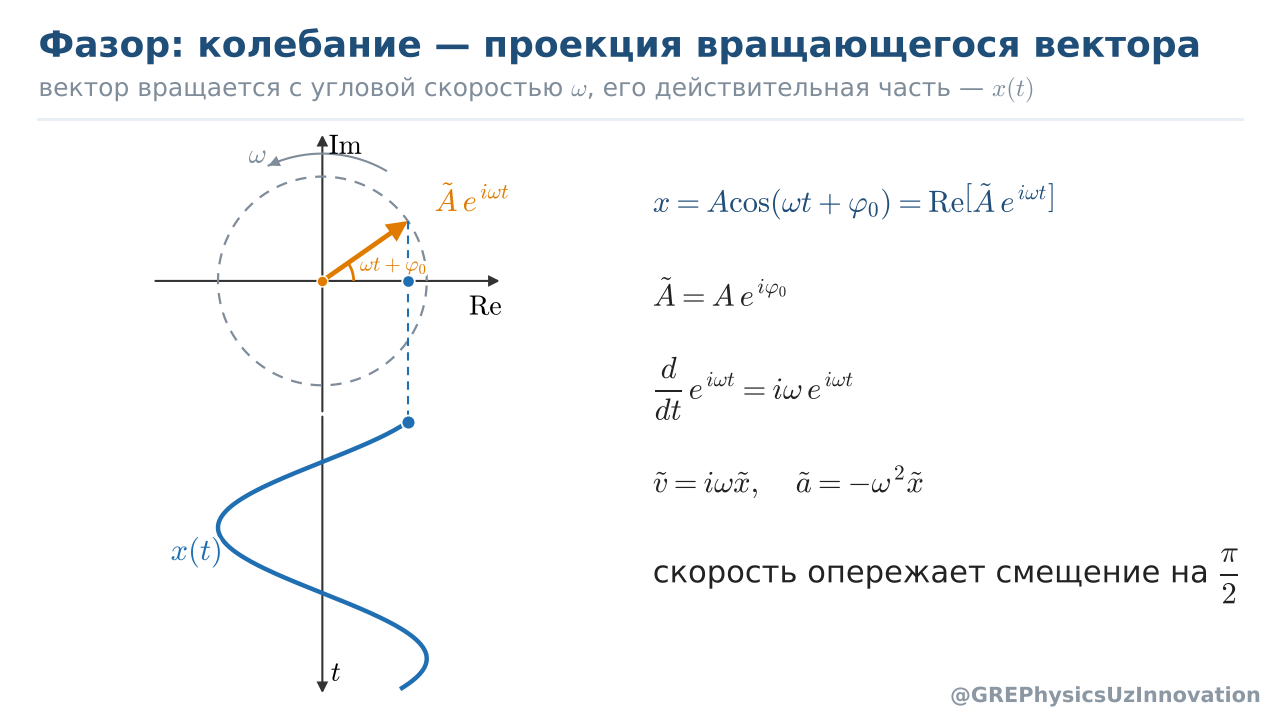 Фазор: колебание — проекция вращающегося вектора
вектор вращается с угловой скоростью ω, его действительная часть — x(t)
Im
ω
Ã e^{iωt}
ωt + φ₀
Re
x(t)
t
x = A cos(ωt + φ₀) = Re[Ã e^{iωt}]
Ã = A e^{iφ₀}
d/dt e^{iωt} = iω e^{iωt}
ṽ = iωx̃, ã = −ω²x̃
скорость опережает смещение на π/2
@GREPhysicsUzInnovation